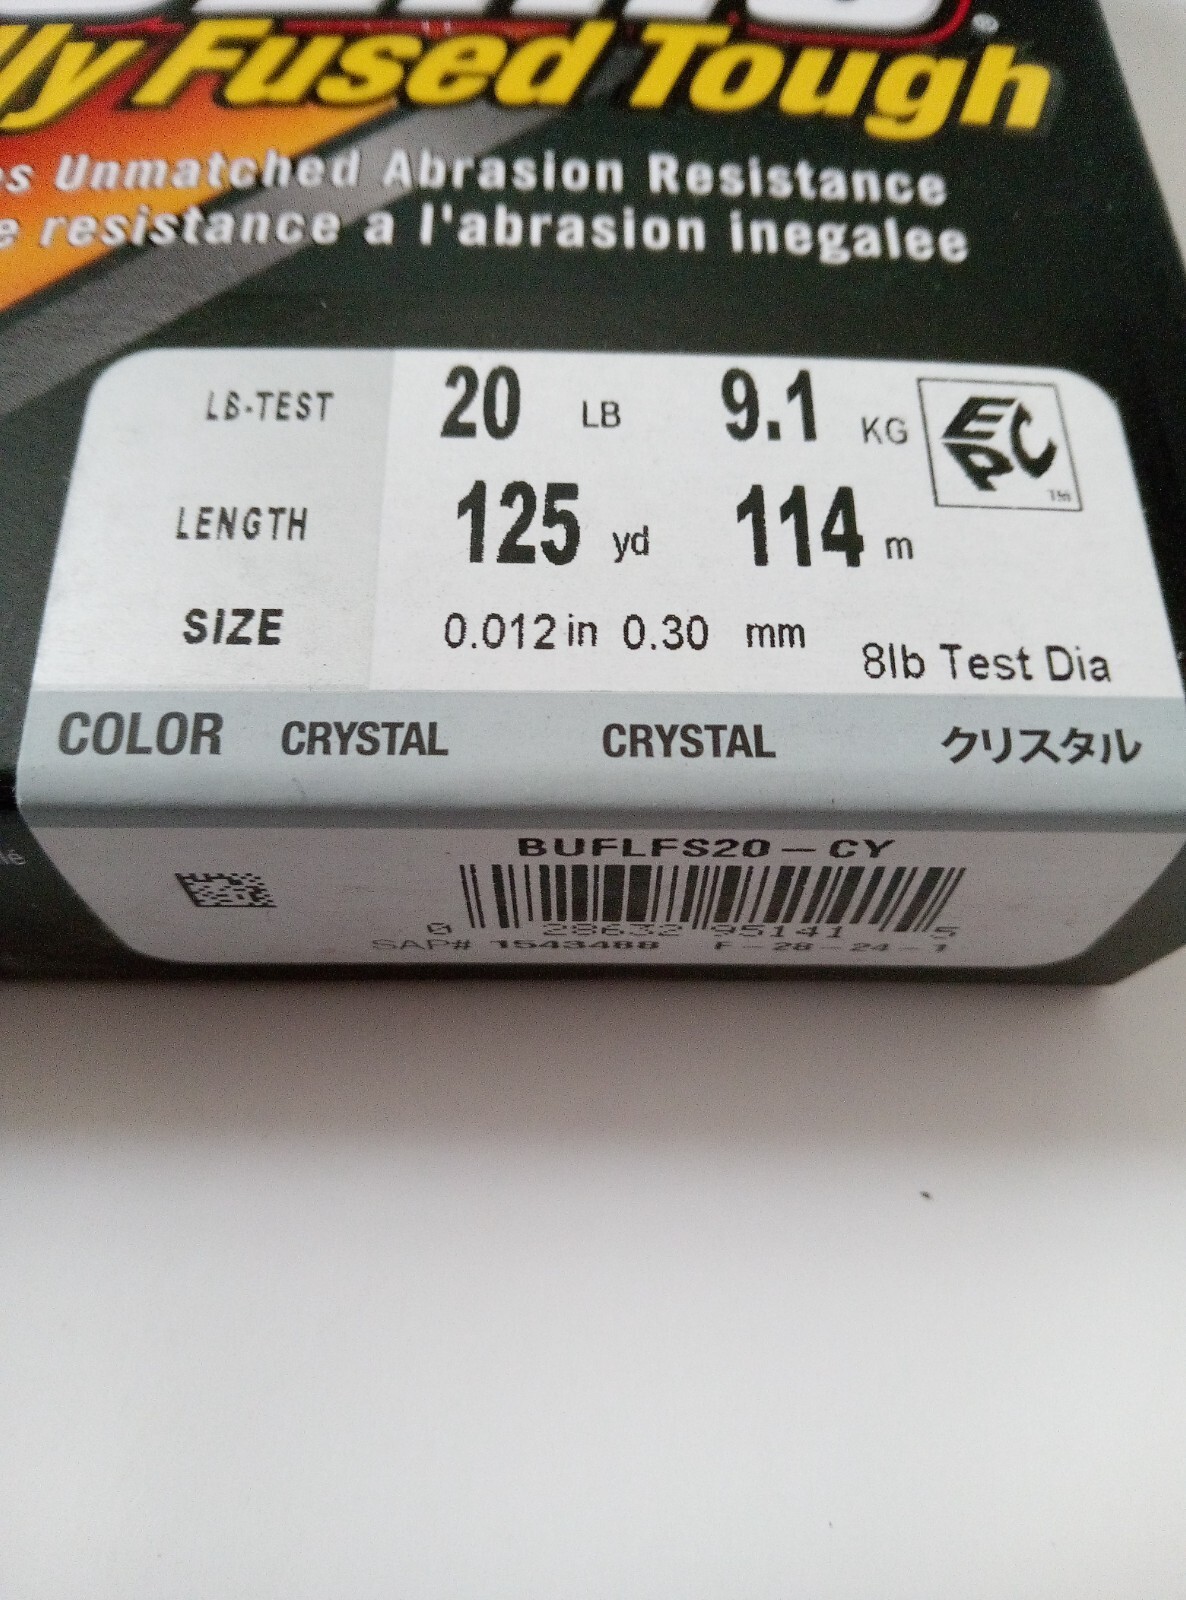 Fused Tough
Unmatched Abrasion Resistance
resistance a l'abrasion inegalee
LB-TEST 20 LB 9.1 KG
EPC TM
LENGTH 125 yd 114 m
SIZE 0.012 in 0.30 mm
8lb Test Dia
COLOR CRYSTAL CRYSTAL クリスタル
BUFLFS20-CY
0 28632 95141 5
SAP# 1543488 F-28-24-1